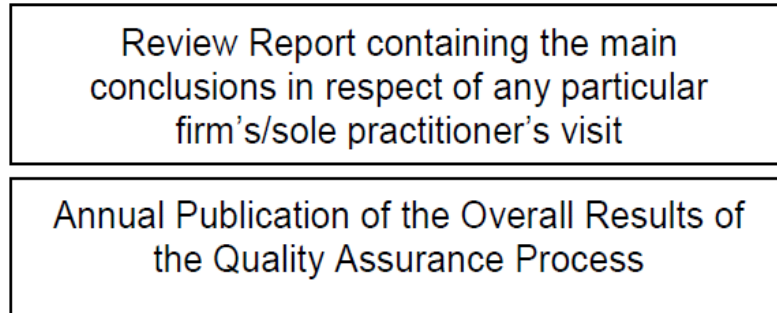 Review Report containing the main
conclusions in respect of any particular
firm's/sole practitioner's visit
Annual Publication of the Overall Results of
the Quality Assurance Process